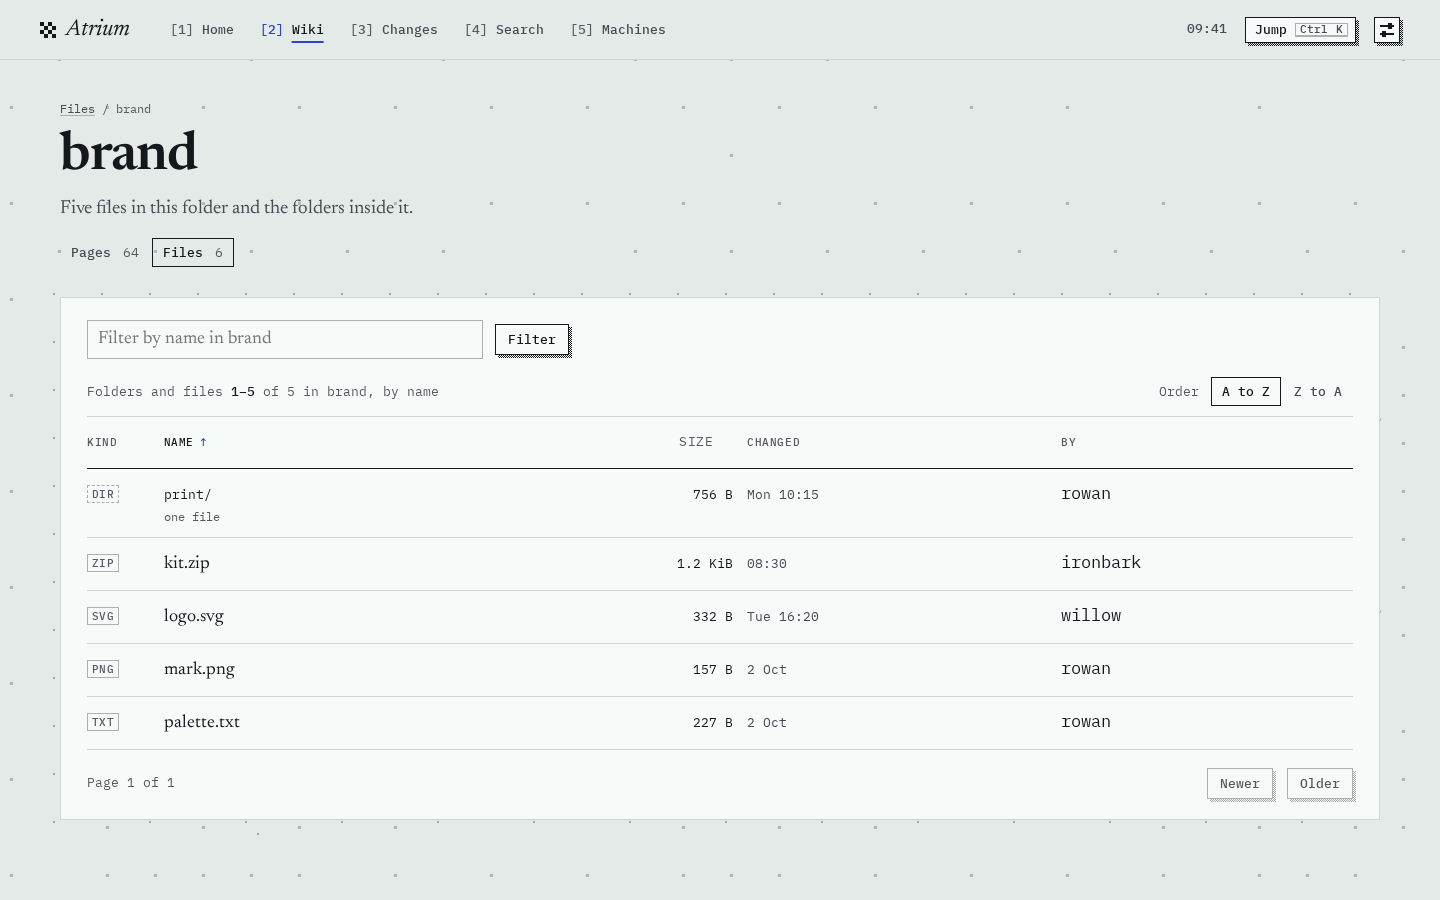 Atrium [1] Home [2] Wiki [3] Changes [4] Search [5] Machines 09:41 Jump Ctrl K
Files / brand
brand
Five files in this folder and the folders inside it.
Pages 64 Files 6
Filter by name in brand Filter
Folders and files 1–5 of 5 in brand, by name Order A to Z Z to A
KIND NAME ↑ SIZE CHANGED BY
DIR print/ 756 B Mon 10:15 rowan
one file
ZIP kit.zip 1.2 KiB 08:30 ironbark
SVG logo.svg 332 B Tue 16:20 willow
PNG mark.png 157 B 2 Oct rowan
TXT palette.txt 227 B 2 Oct rowan
Page 1 of 1 Newer Older